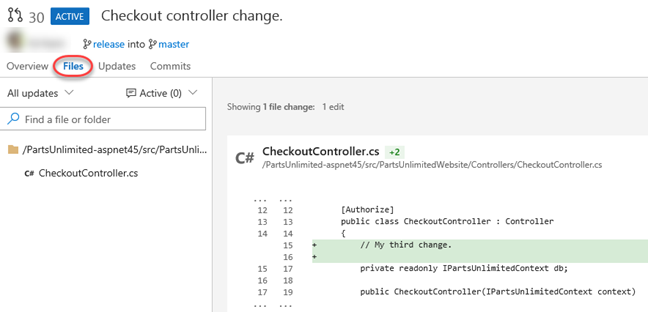 30 ACTIVE Checkout controller change.
release into master
Overview Files Updates Commits
All updates Active (0)
Find a file or folder
/PartsUnlimited-aspnet45/src/PartsUnli...
C# CheckoutController.cs
Showing 1 file change: 1 edit
C# CheckoutController.cs +2
/PartsUnlimited-aspnet45/src/PartsUnlimitedWebsite/Controllers/CheckoutController.cs
... ...
12 12 [Authorize]
13 13 public class CheckoutController : Controller
14 14 {
15 + // My third change.
16 +
15 17 private readonly IPartsUnlimitedContext db;
16 18
17 19 public CheckoutController(IPartsUnlimitedContext context)
... ...